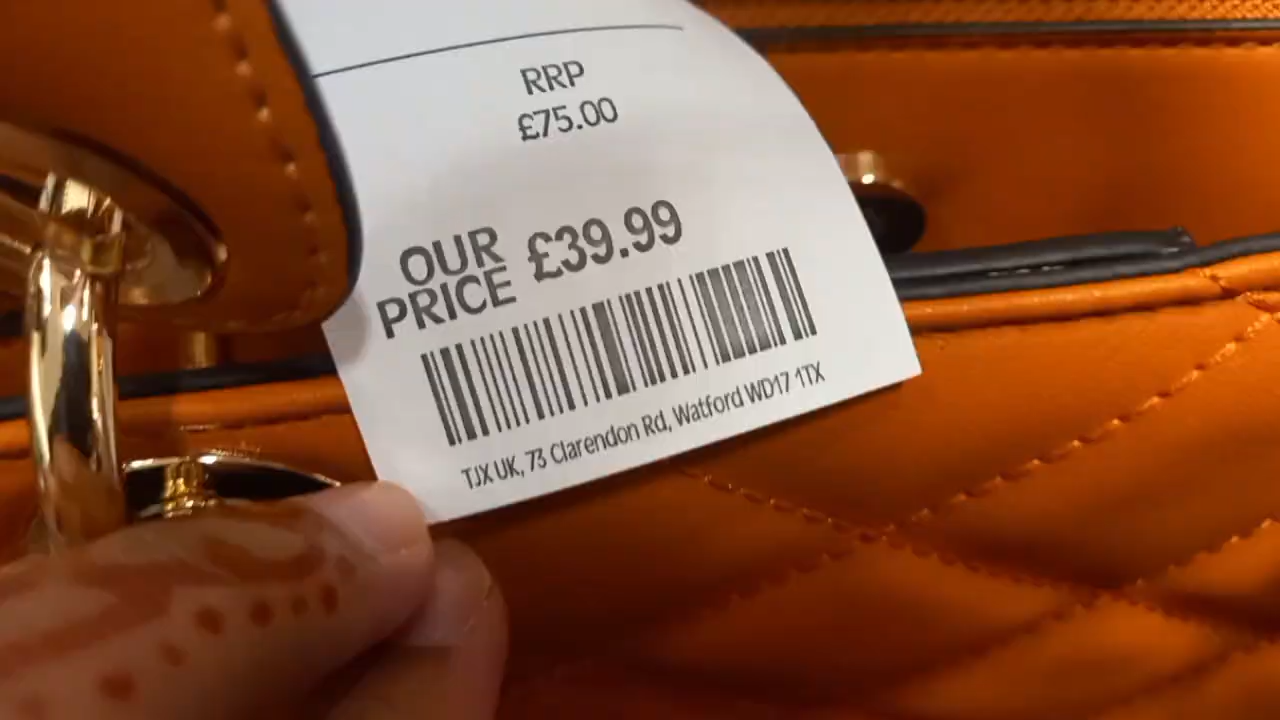 RRP
£75.00
OUR PRICE £39.99
TJX UK, 73 Clarendon Rd, Watford WD17 1TX